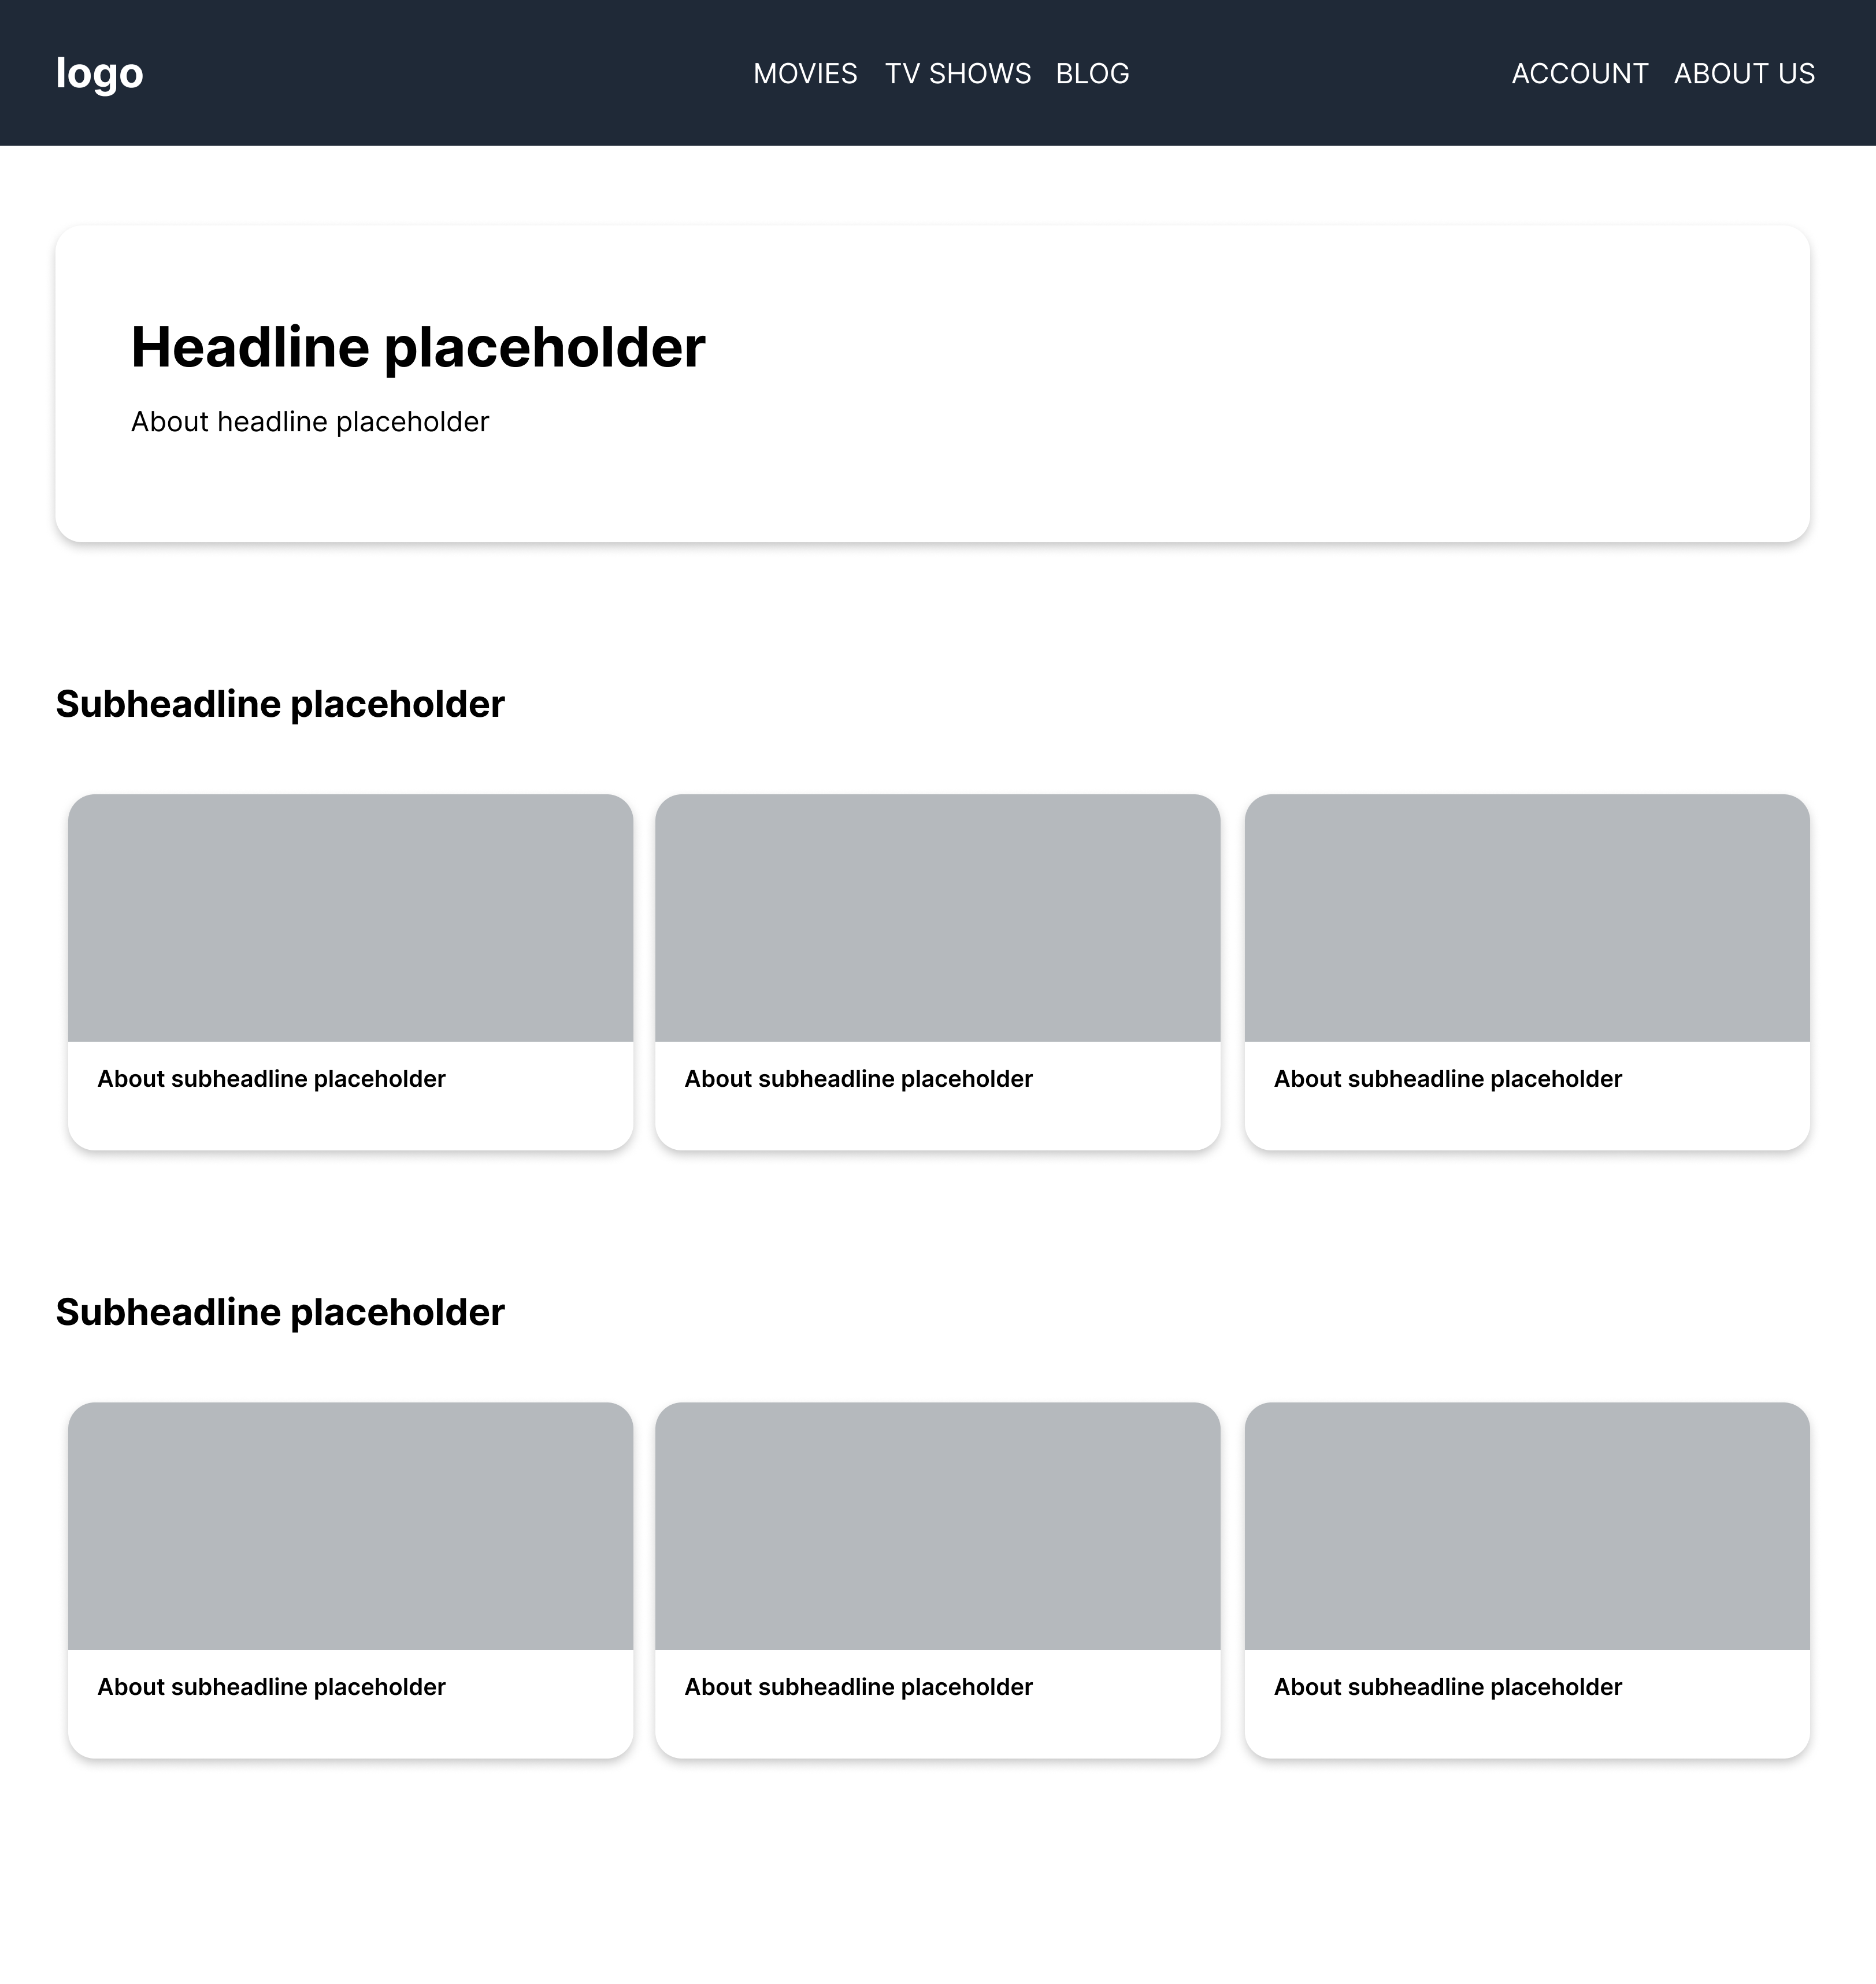 logo MOVIES TV SHOWS BLOG ACCOUNT ABOUT US
Headline placeholder
About headline placeholder
Subheadline placeholder
About subheadline placeholder About subheadline placeholder About subheadline placeholder
Subheadline placeholder
About subheadline placeholder About subheadline placeholder About subheadline placeholder